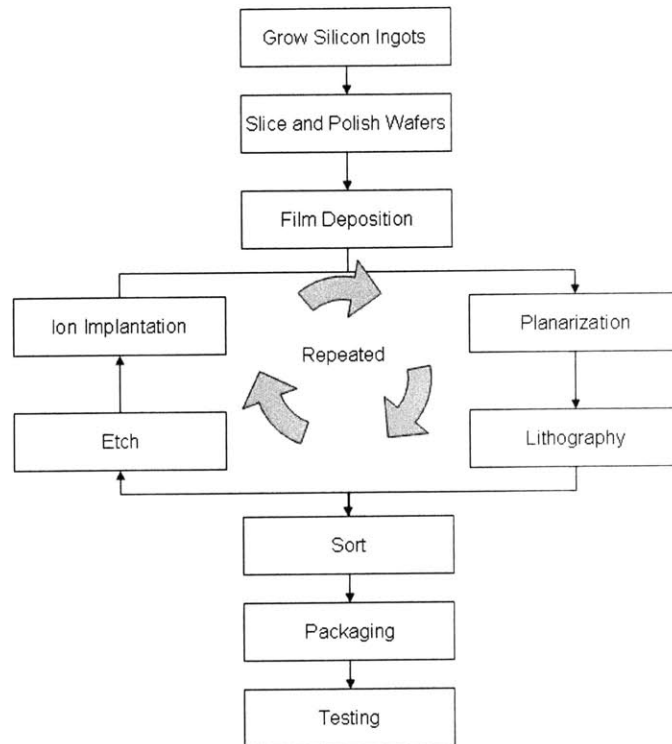 Grow Silicon Ingots
Slice and Polish Wafers
Film Deposition
Ion Implantation
Planarization
Repeated
Etch
Lithography
Sort
Packaging
Testing